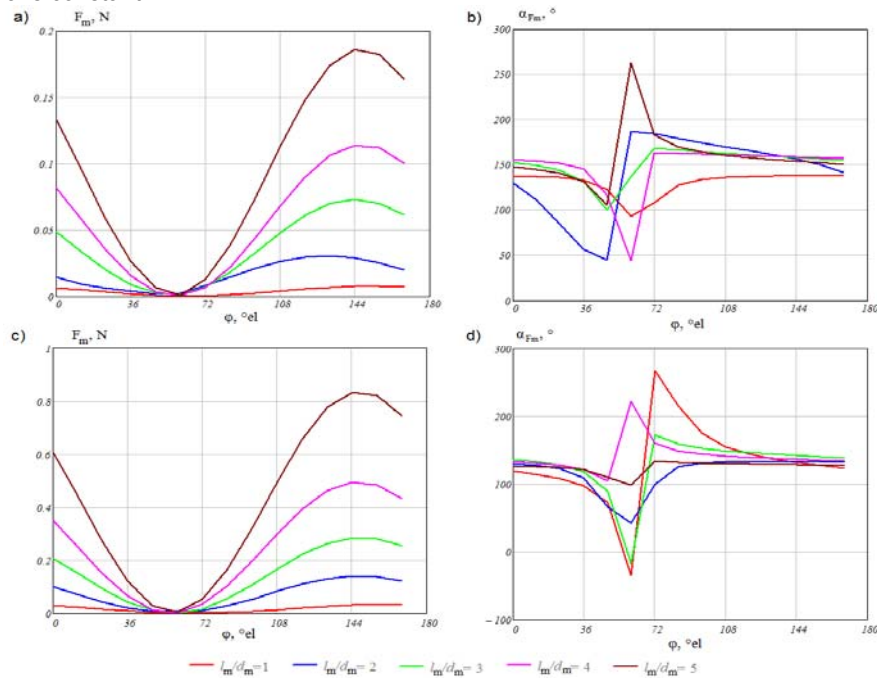 a)
F_m, N
0.2
0.15
0.1
0.05
0
0 36 72 108 144 180
φ, °el
b)
α_Fm, °
300
250
200
150
100
50
0
0 36 72 108 144 180
φ, °el
c)
F_m, N
1
0.8
0.6
0.4
0.2
0
0 36 72 108 144 180
φ, °el
d)
α_Fm, °
300
200
100
0
−100
0 36 72 108 144 180
φ, °el
l_m/d_m=1 l_m/d_m= 2 l_m/d_m= 3 l_m/d_m= 4 l_m/d_m= 5